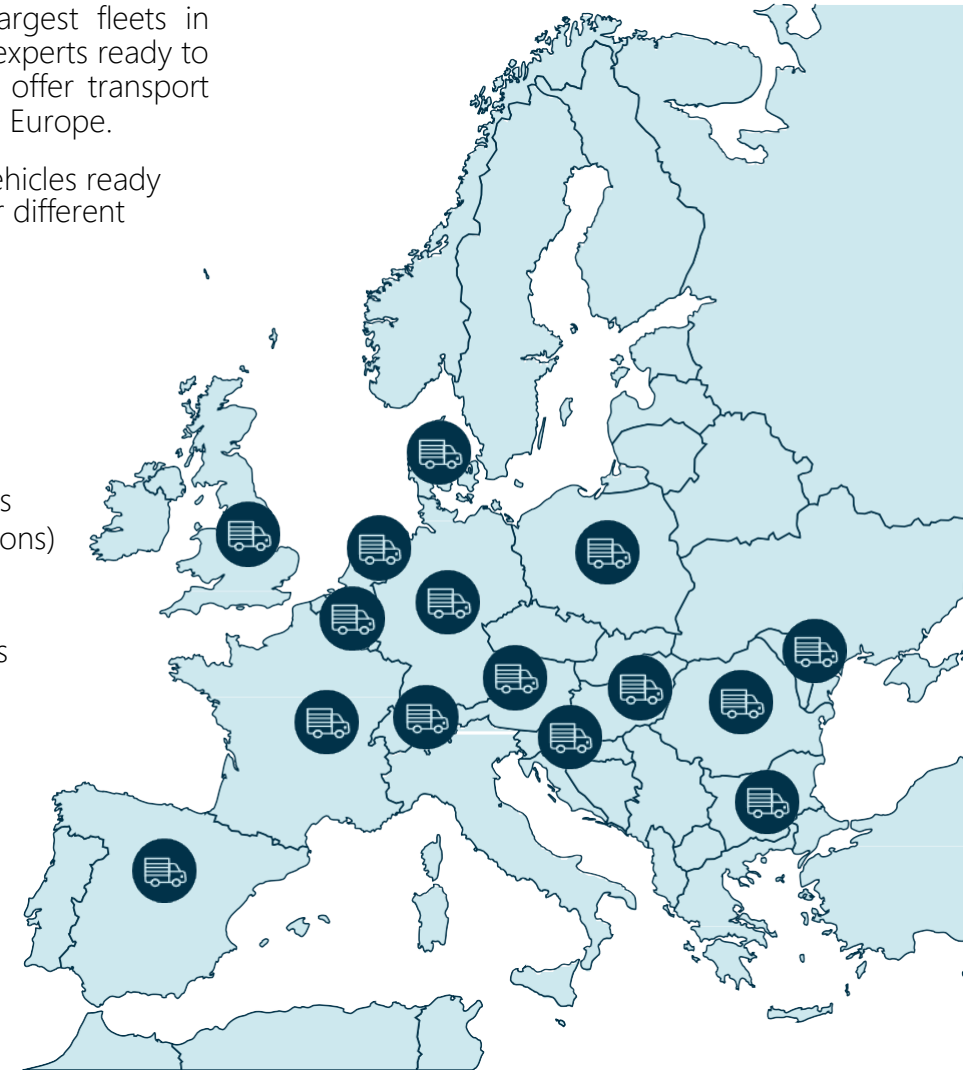 argest fleets in
experts ready to
offer transport
Europe.
ehicles ready
r different
s
ons)
s